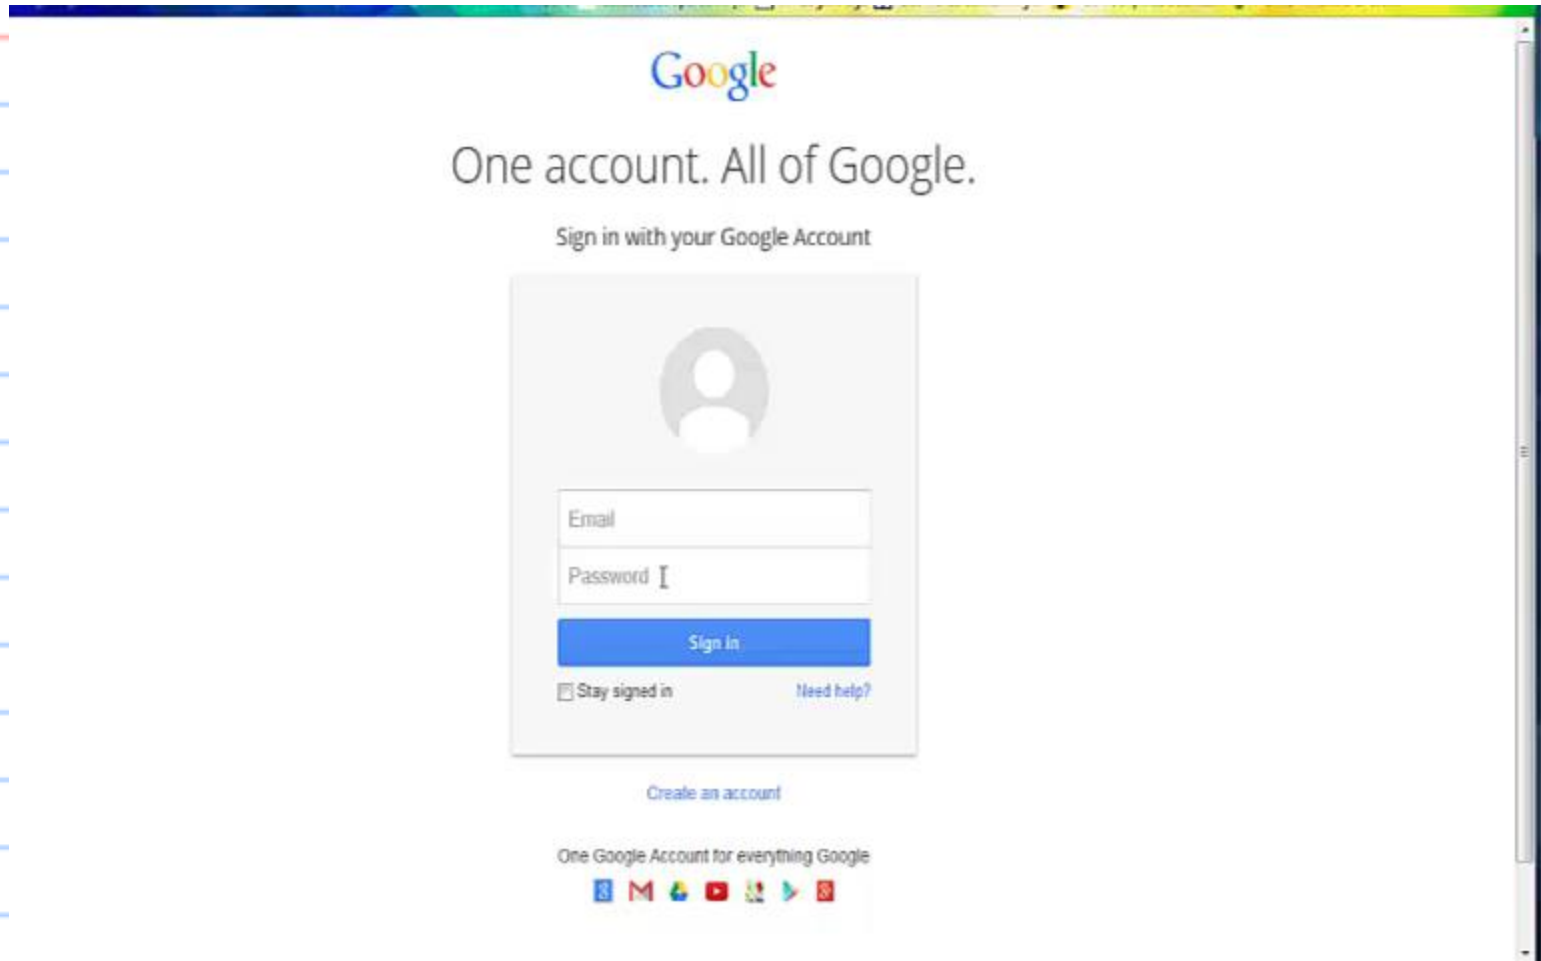 Google
One account. All of Google.
Sign in with your Google Account
Email
Password
Sign in
Stay signed in
Need help?
Create an account
One Google Account for everything Google